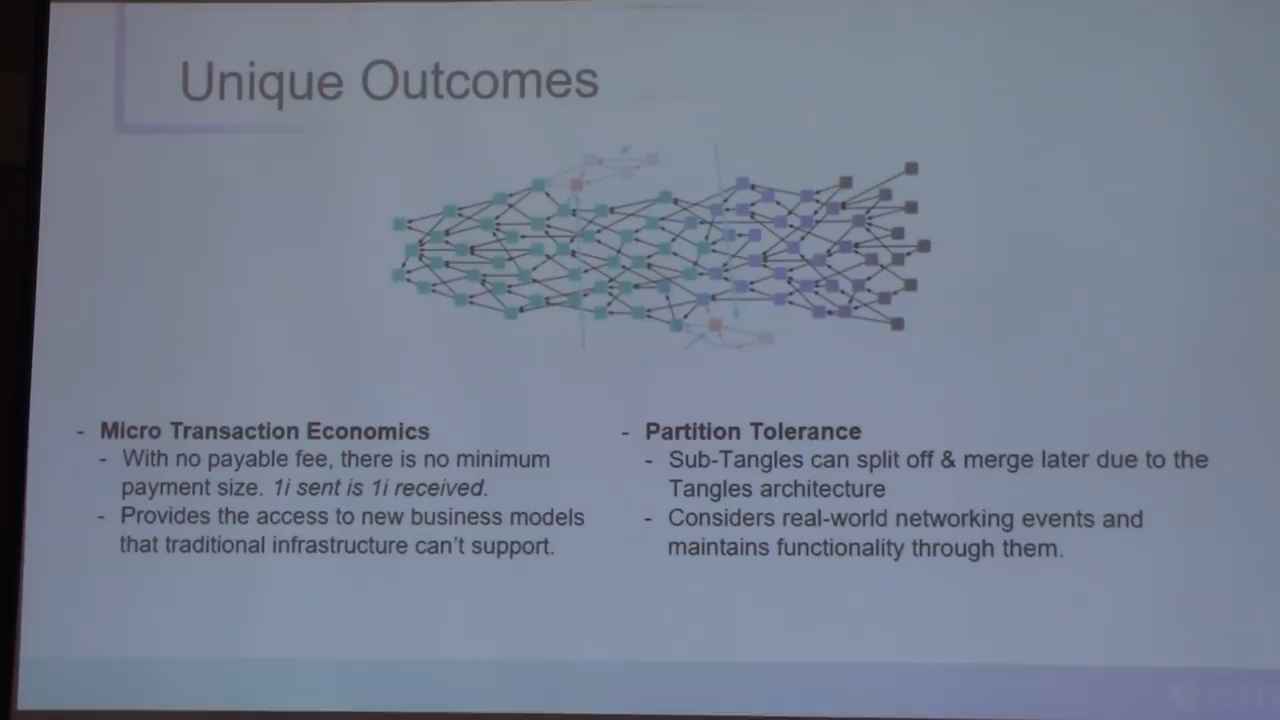 Unique Outcomes
- Micro Transaction Economics
- With no payable fee, there is no minimum
payment size. 1i sent is 1i received.
- Provides the access to new business models
that traditional infrastructure can't support.
- Partition Tolerance
- Sub-Tangles can split off & merge later due to the
Tangles architecture
- Considers real-world networking events and
maintains functionality through them.